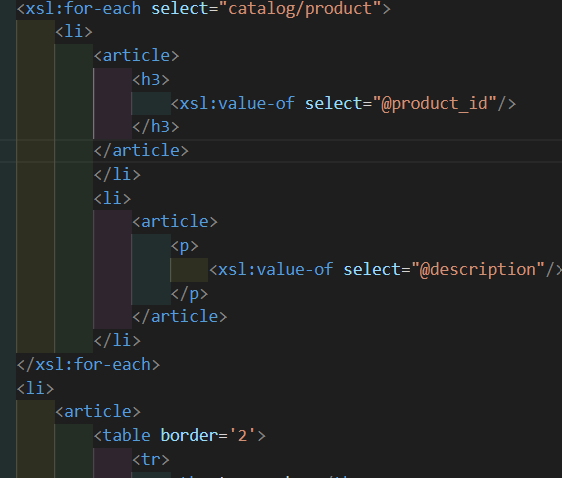 <xsl:for-each select="catalog/product">
<li>
<article>
<h3>
<xsl:value-of select="@product_id"/>
</h3>
</article>
</li>
<li>
<article>
<p>
<xsl:value-of select="@description"/>
</p>
</article>
</li>
</xsl:for-each>
<li>
<article>
<table border='2'>
<tr>